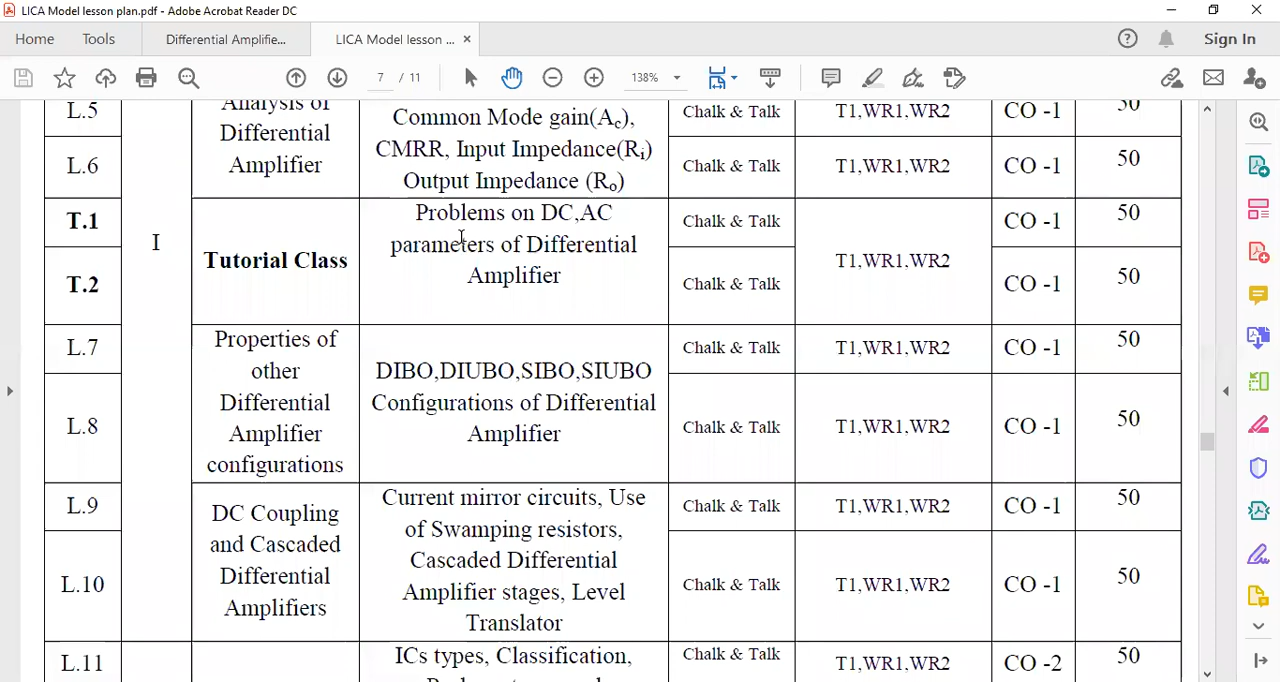 LICA Model lesson plan.pdf - Adobe Acrobat Reader DC
Home Tools Differential Amplifie... LICA Model lesson ... × Sign In
7 / 11 138%
L.5 Analysis of Differential Amplifier Common Mode gain(Ac), CMRR, Input Impedance(Ri) Output Impedance (Ro) Chalk & Talk T1,WR1,WR2 CO -1 50
L.6 Chalk & Talk T1,WR1,WR2 CO -1 50
T.1 I Tutorial Class Problems on DC,AC parameters of Differential Amplifier Chalk & Talk T1,WR1,WR2 CO -1 50
T.2 Chalk & Talk CO -1 50
L.7 Properties of other Differential Amplifier configurations DIBO,DIUBO,SIBO,SIUBO Configurations of Differential Amplifier Chalk & Talk T1,WR1,WR2 CO -1 50
L.8 Chalk & Talk T1,WR1,WR2 CO -1 50
L.9 DC Coupling and Cascaded Differential Amplifiers Current mirror circuits, Use of Swamping resistors, Cascaded Differential Amplifier stages, Level Translator Chalk & Talk T1,WR1,WR2 CO -1 50
L.10 Chalk & Talk T1,WR1,WR2 CO -1 50
L.11 ICs types, Classification, Chalk & Talk T1,WR1,WR2 CO -2 50